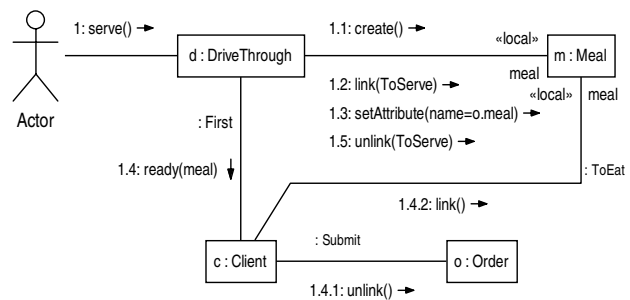 1: serve()
1.1: create()
«local»
d : DriveThrough
m : Meal
meal
1.2: link(ToServe)
«local»
meal
Actor
: First
1.3: setAttribute(name=o.meal)
1.5: unlink(ToServe)
1.4: ready(meal)
: ToEat
1.4.2: link()
: Submit
c : Client
o : Order
1.4.1: unlink()